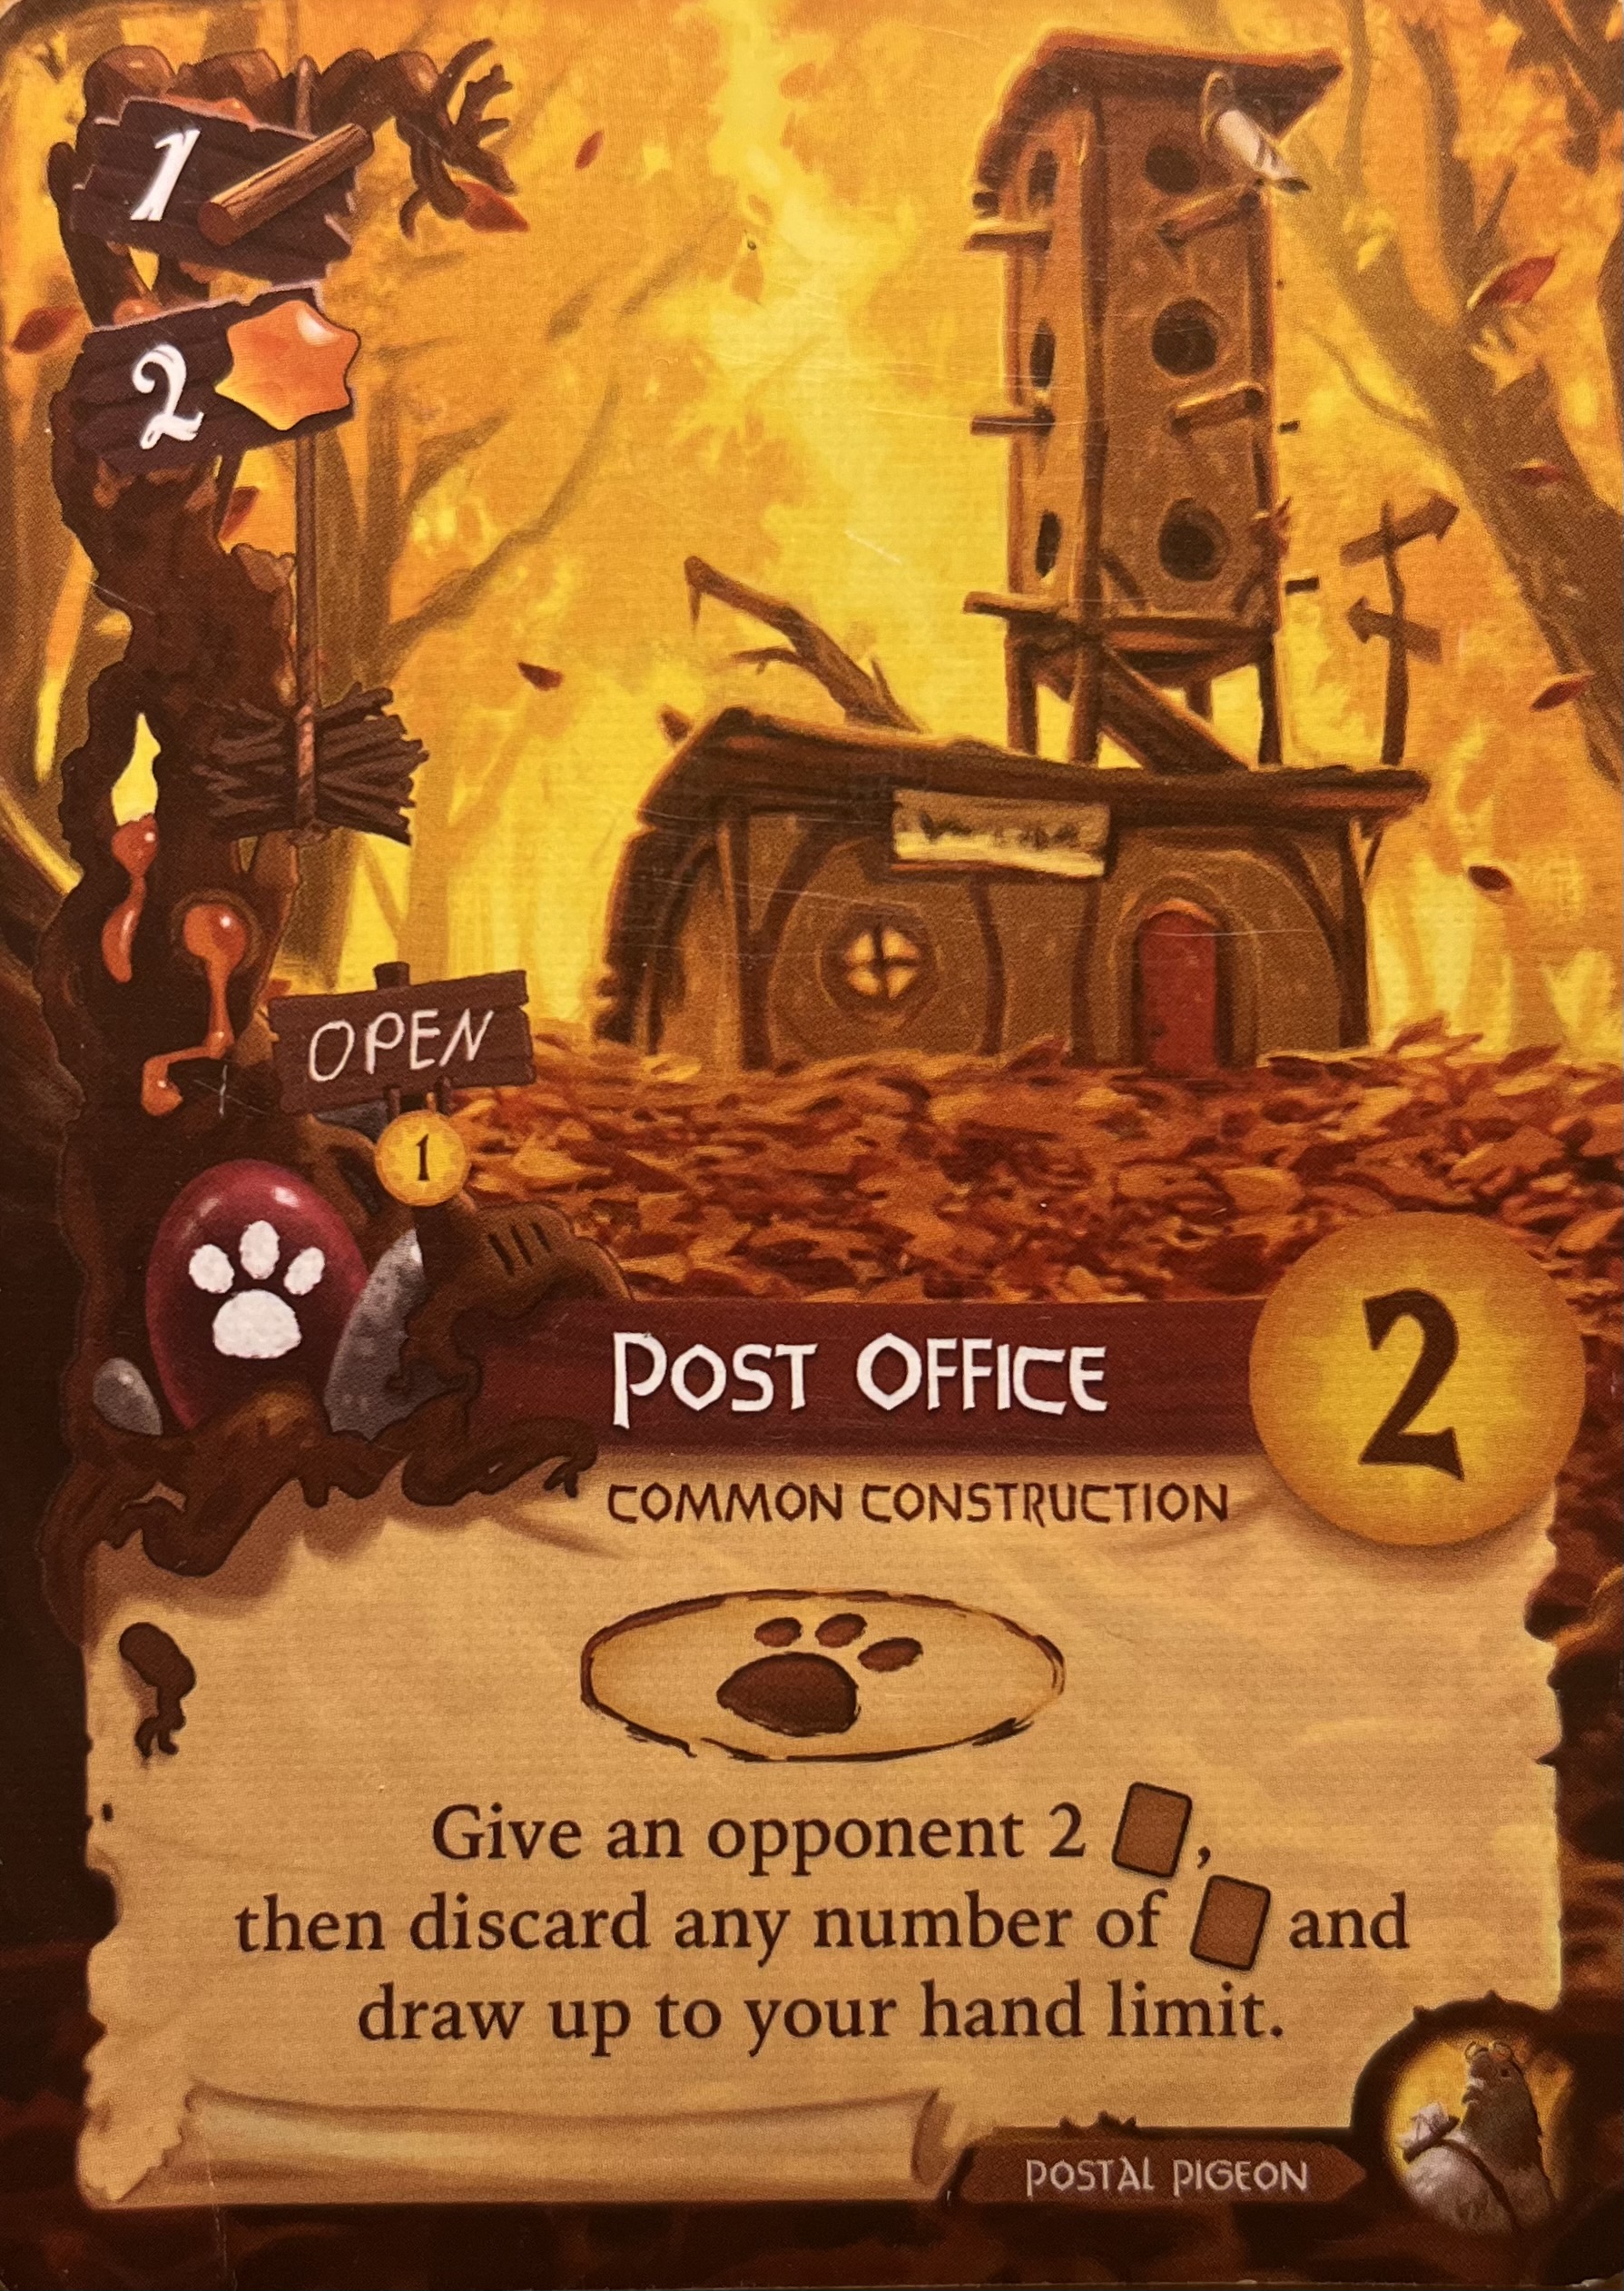 1
2
OPEN
1
POST OFFICE
2
COMMON CONSTRUCTION
Give an opponent 2 ,
then discard any number of and
draw up to your hand limit.
POSTAL PIGEON